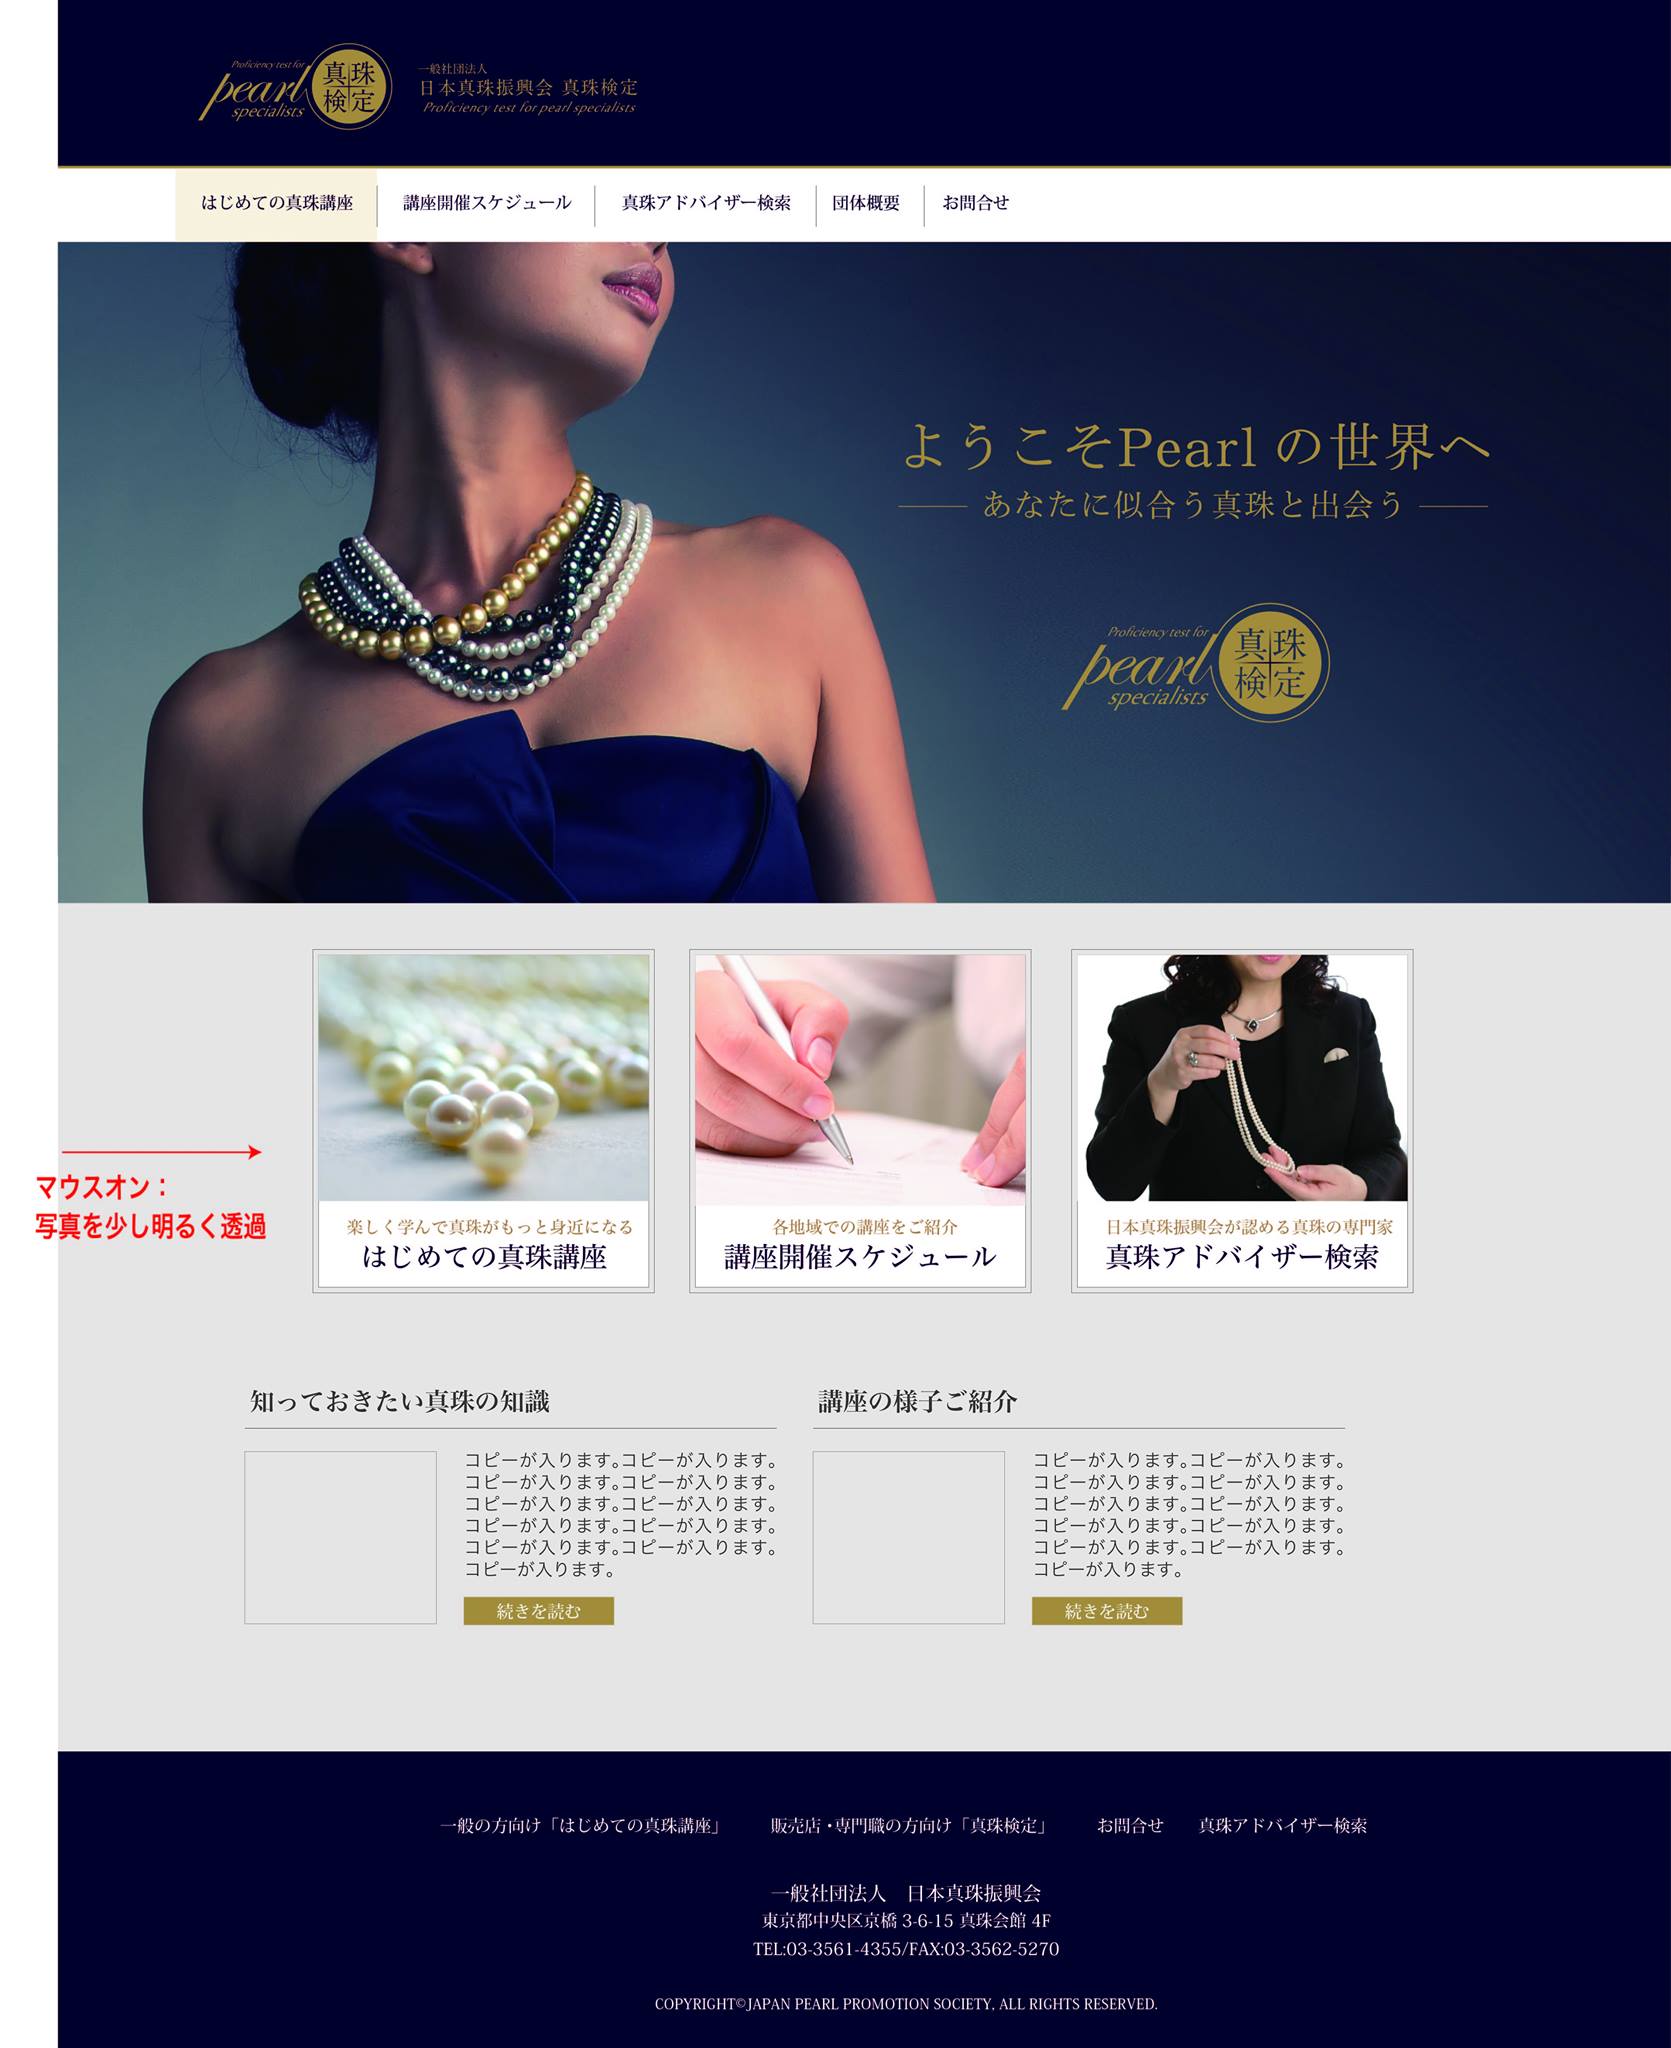 Proficiency test for
pearl
specialists
真珠
検定
一般社団法人
日本真珠振興会 真珠検定
Proficiency test for pearl specialists
はじめての真珠講座
講座開催スケジュール
真珠アドバイザー検索
団体概要
お問合せ
ようこそPearl の世界へ
あなたに似合う真珠と出会う
Proficiency test for
pearl
specialists
真珠
検定
マウスオン：
写真を少し明るく透過
楽しく学んで真珠がもっと身近になる
はじめての真珠講座
各地域での講座をご紹介
講座開催スケジュール
日本真珠振興会が認める真珠の専門家
真珠アドバイザー検索
知っておきたい真珠の知識
コピーが入ります。コピーが入ります。
コピーが入ります。コピーが入ります。
コピーが入ります。コピーが入ります。
コピーが入ります。コピーが入ります。
コピーが入ります。コピーが入ります。
コピーが入ります。
続きを読む
講座の様子ご紹介
コピーが入ります。コピーが入ります。
コピーが入ります。コピーが入ります。
コピーが入ります。コピーが入ります。
コピーが入ります。コピーが入ります。
コピーが入ります。コピーが入ります。
コピーが入ります。
続きを読む
一般の方向け「はじめての真珠講座」
販売店・専門職の方向け「真珠検定」
お問合せ
真珠アドバイザー検索
一般社団法人　日本真珠振興会
東京都中央区京橋 3-6-15 真珠会館 4F
TEL:03-3561-4355/FAX:03-3562-5270
COPYRIGHT©JAPAN PEARL PROMOTION SOCIETY, ALL RIGHTS RESERVED.